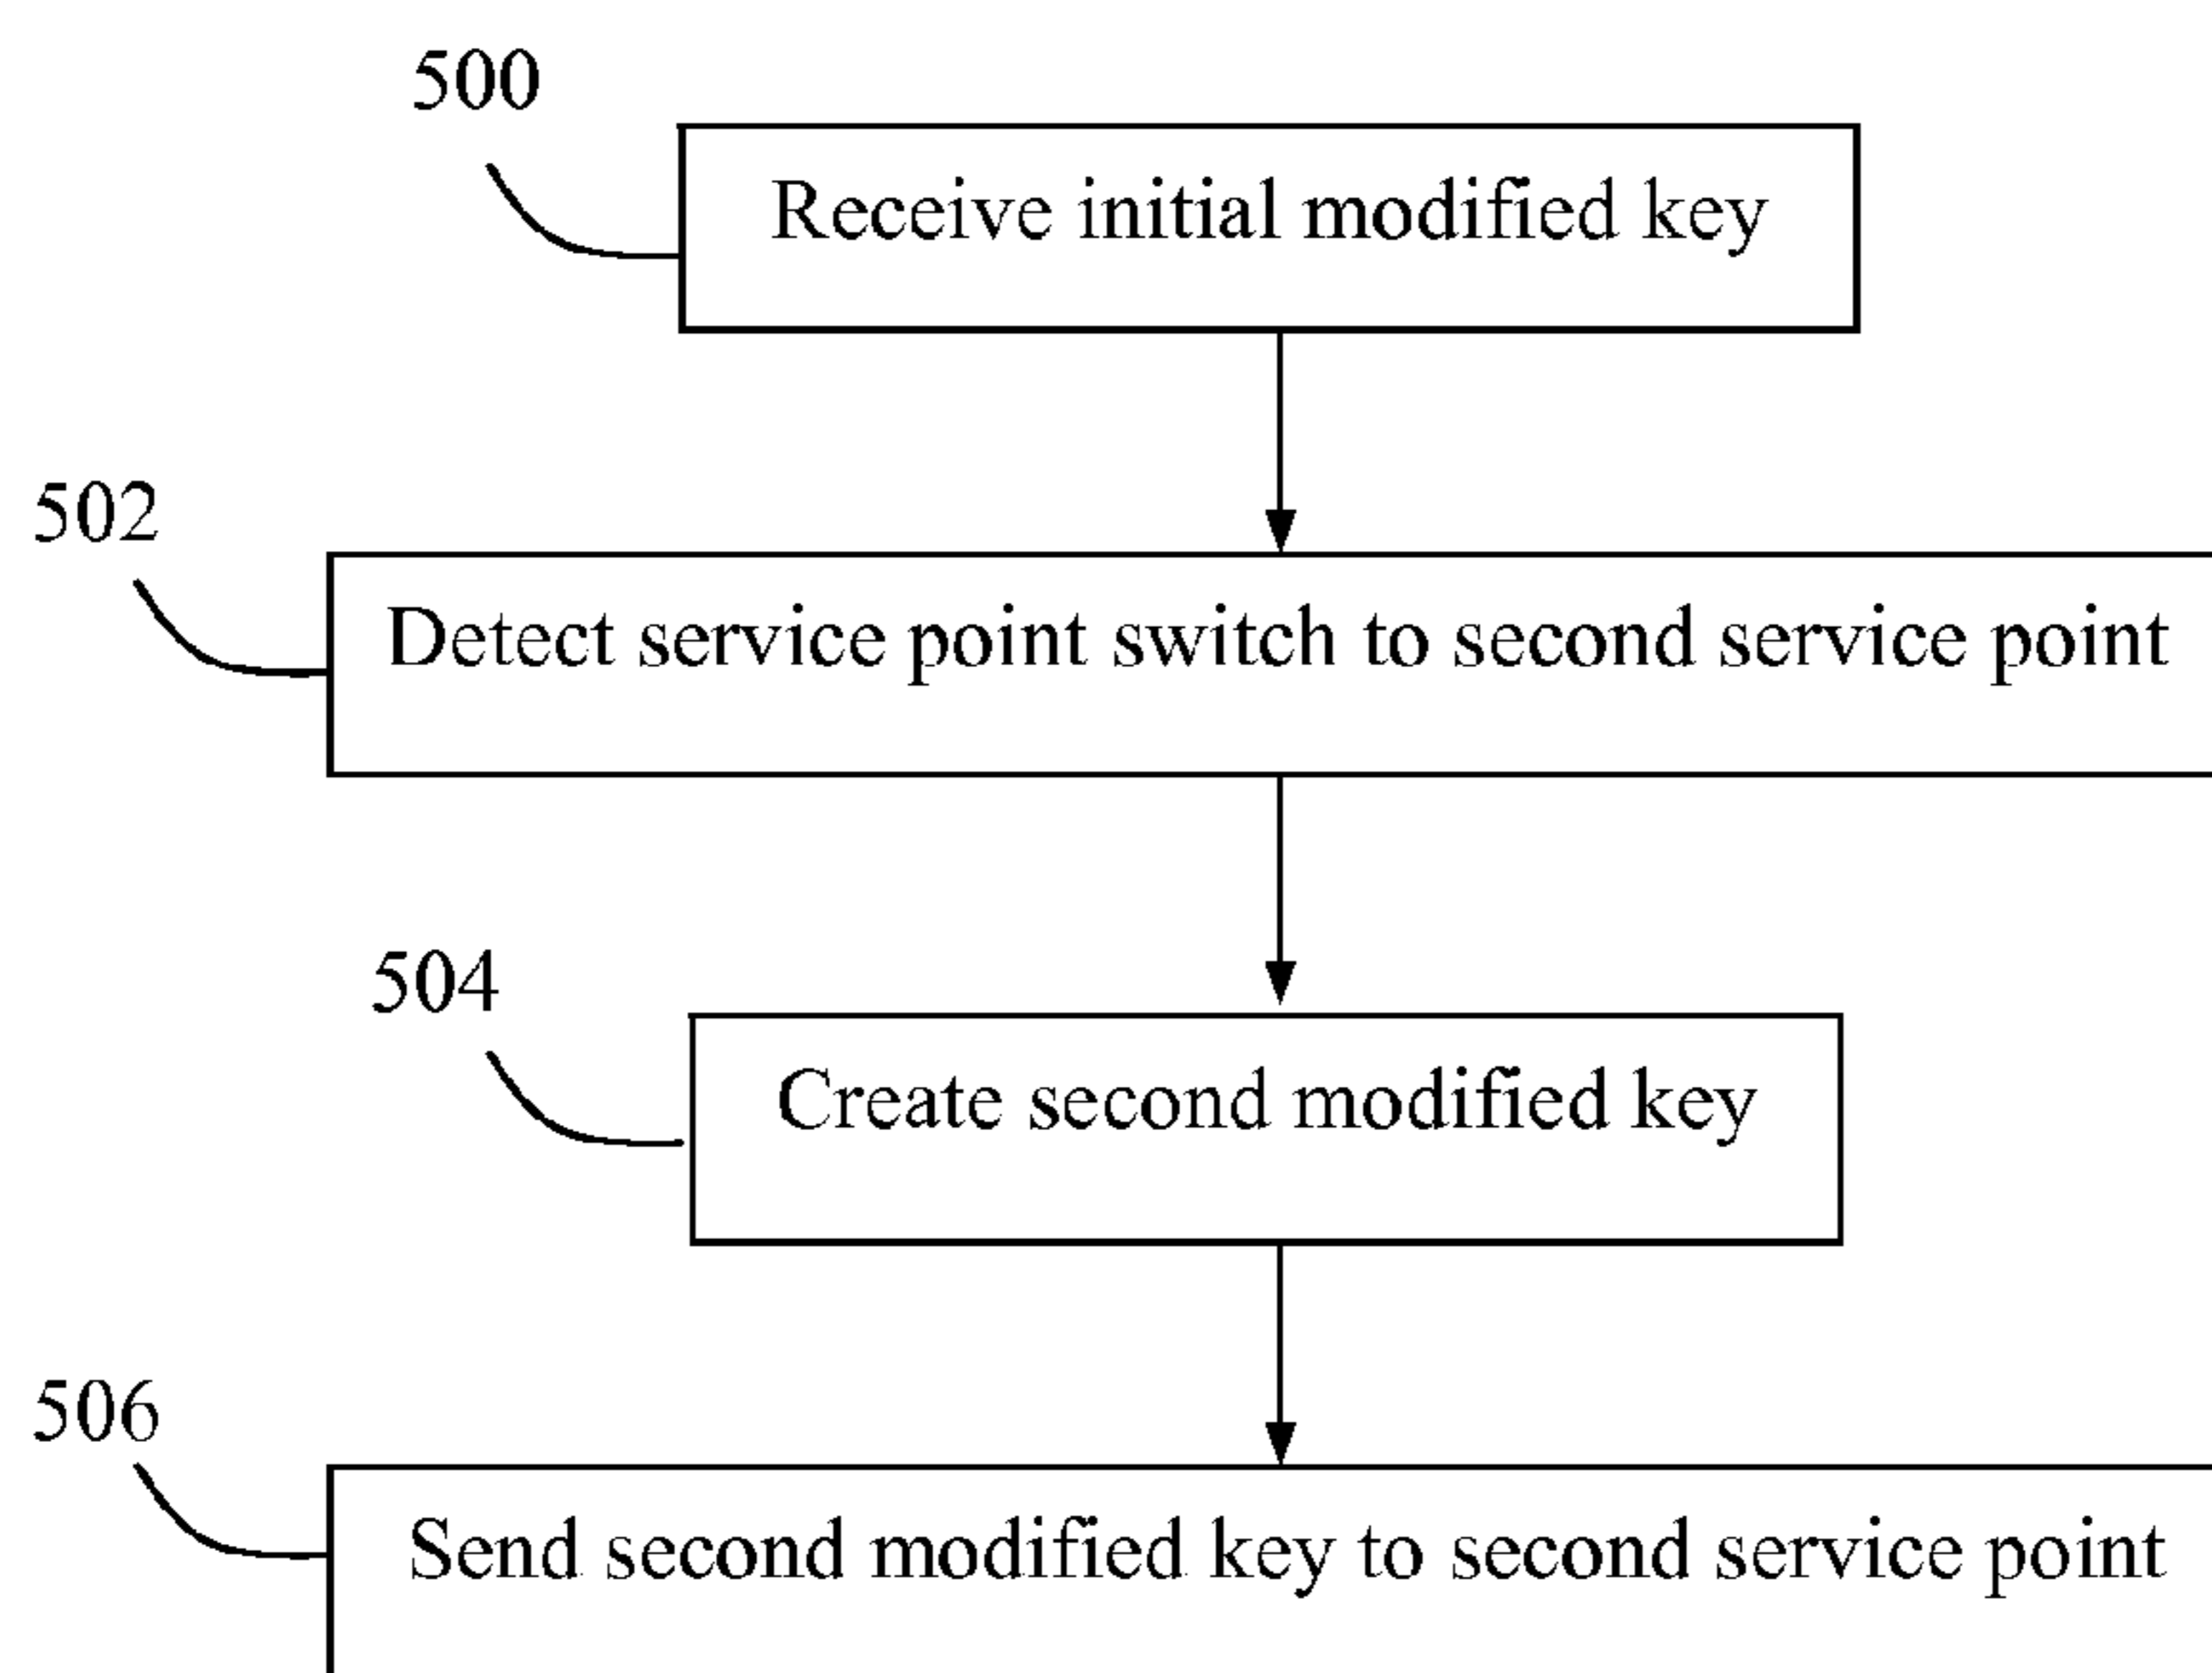 500
Receive initial modified key
502
Detect service point switch to second service point
504
Create second modified key
506
Send second modified key to second service point